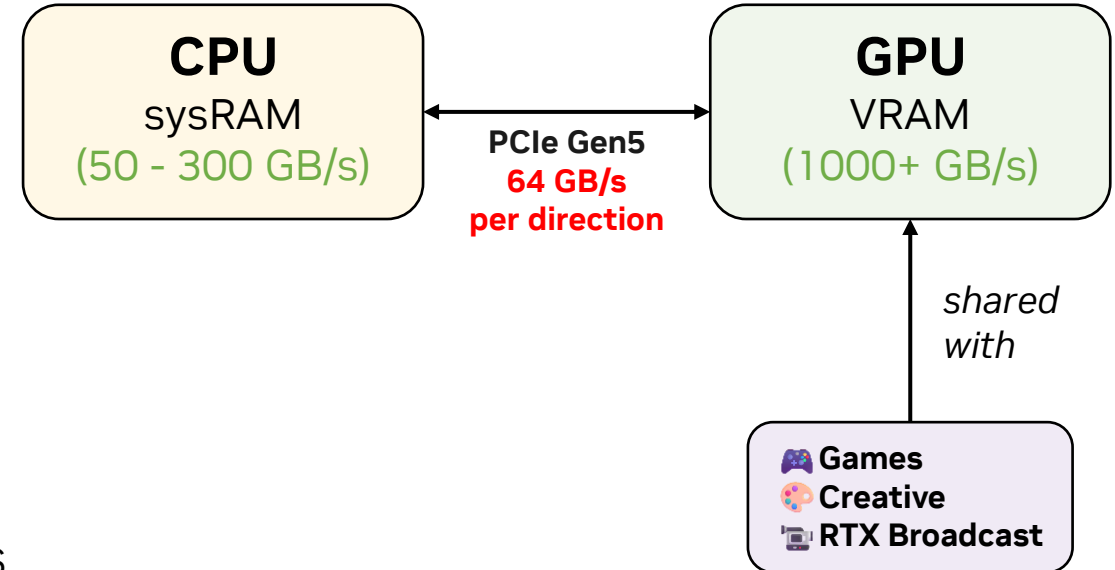 CPU
sysRAM
(50 - 300 GB/s)
PCIe Gen5
64 GB/s
per direction
GPU
VRAM
(1000+ GB/s)
shared
with
Games
Creative
RTX Broadcast